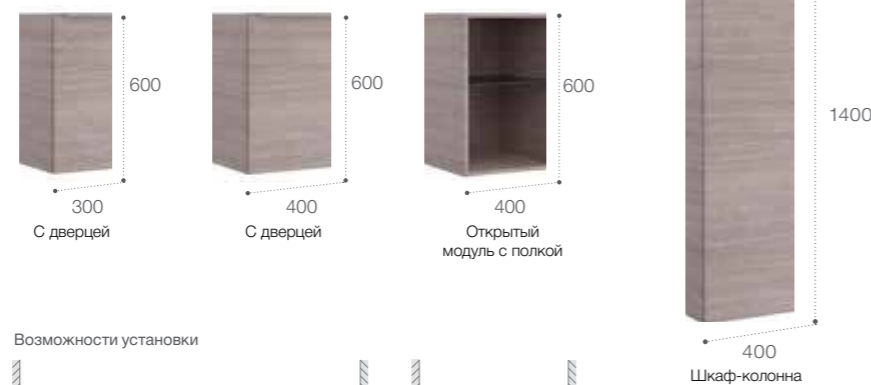 600
600
600
1400
300
400
400
С дверцей
С дверцей
Открытый
модуль с полкой
Возможности установки
400
Шкаф-колонна